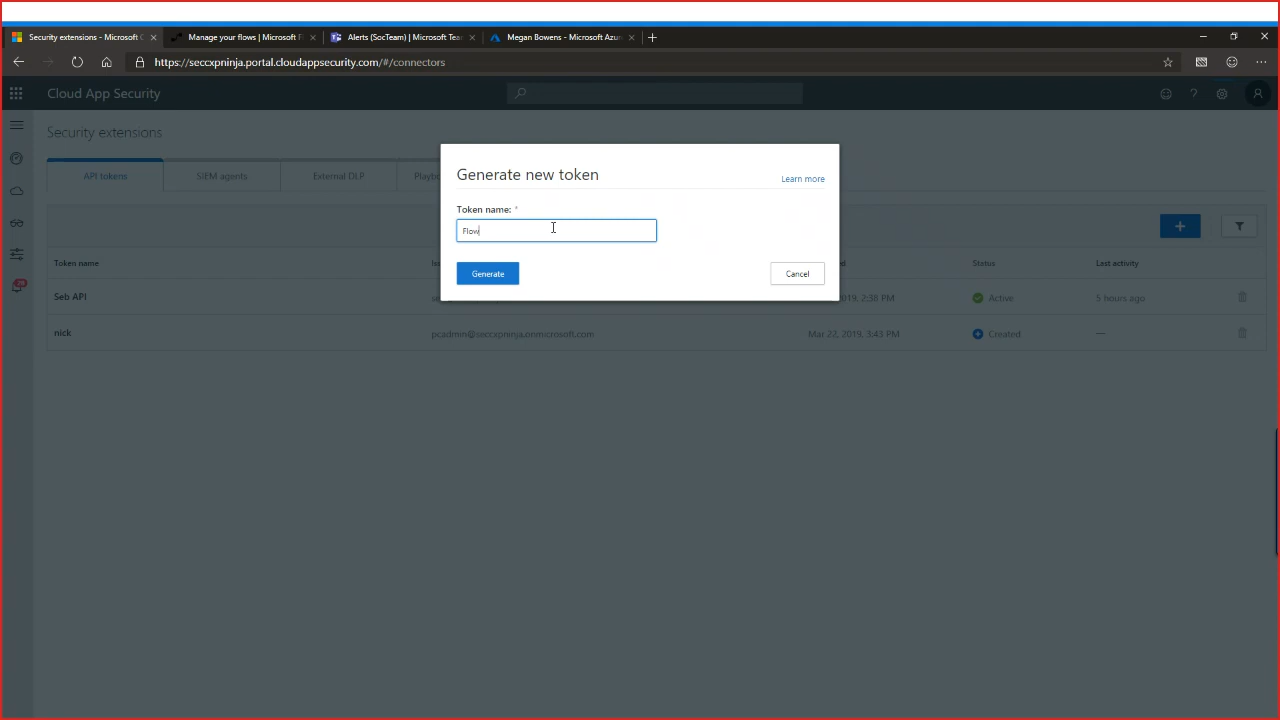 Security extensions - Microsoft C
Manage your flows | Microsoft F
Alerts (SocTeam) | Microsoft Tea
Megan Bowens - Microsoft Azur
https://seccxpninja.portal.cloudappsecurity.com/#/connectors
Cloud App Security
Security extensions
API tokens
SIEM agents
External DLP
Generate new token
Learn more
Token name: *
Flow
Generate
Cancel
Token name
Status
Last activity
Seb API
2019, 2:38 PM
Active
5 hours ago
nick
pcadmin@seccxpninja.onmicrosoft.com
Mar 22, 2019, 3:43 PM
Created
—